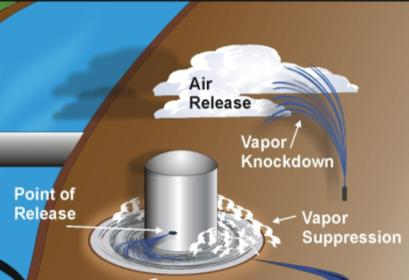 Air
Release
Vapor
Knockdown
Point of
Release
Vapor
Suppression